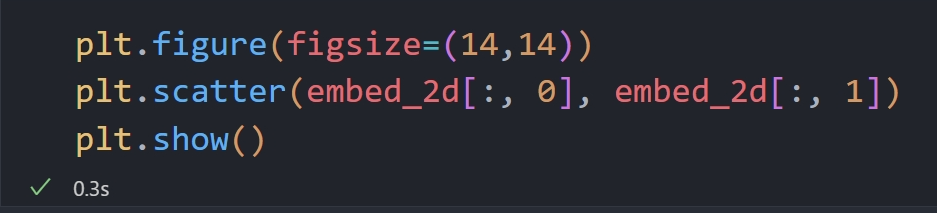 plt.figure(figsize=(14,14))
plt.scatter(embed_2d[:, 0], embed_2d[:, 1])
plt.show()
✓ 0.3s